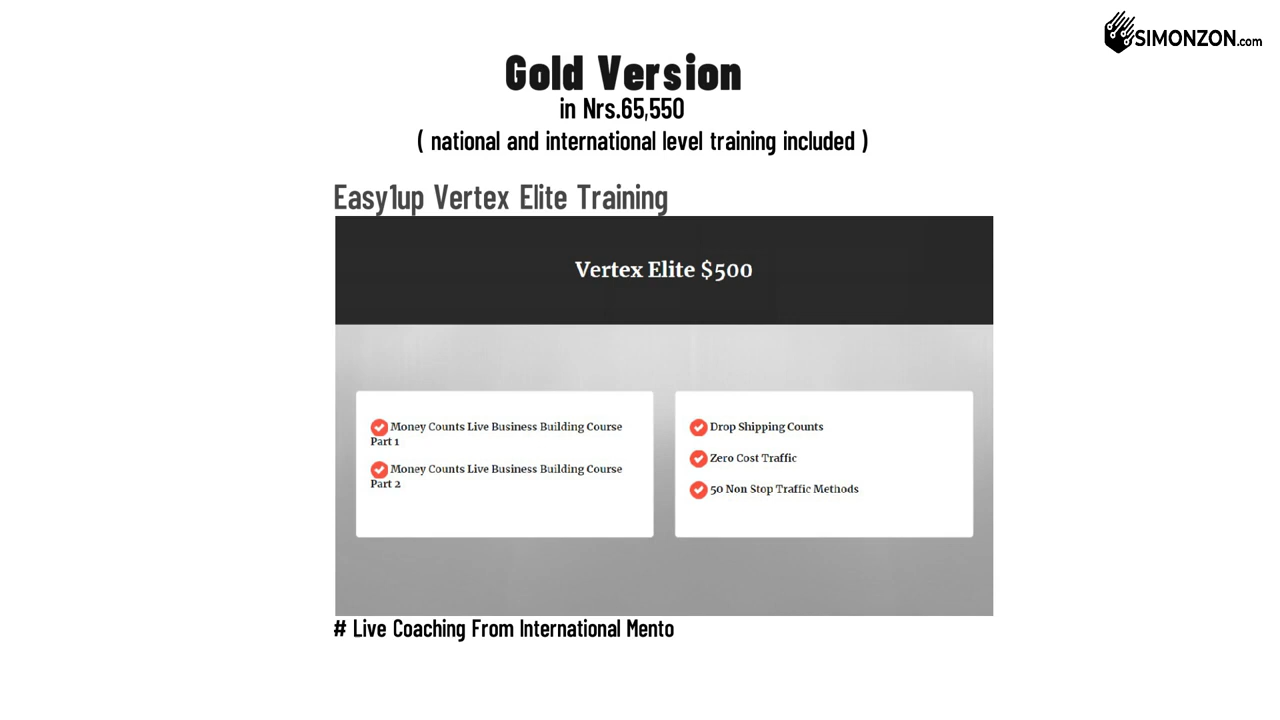 SIMONZON.com
Gold Version
in Nrs.65,550
( national and international level training included )
Easy1up Vertex Elite Training
Vertex Elite $500
Money Counts Live Business Building Course
Part 1
Money Counts Live Business Building Course
Part 2
Drop Shipping Counts
Zero Cost Traffic
50 Non Stop Traffic Methods
# Live Coaching From International Mento